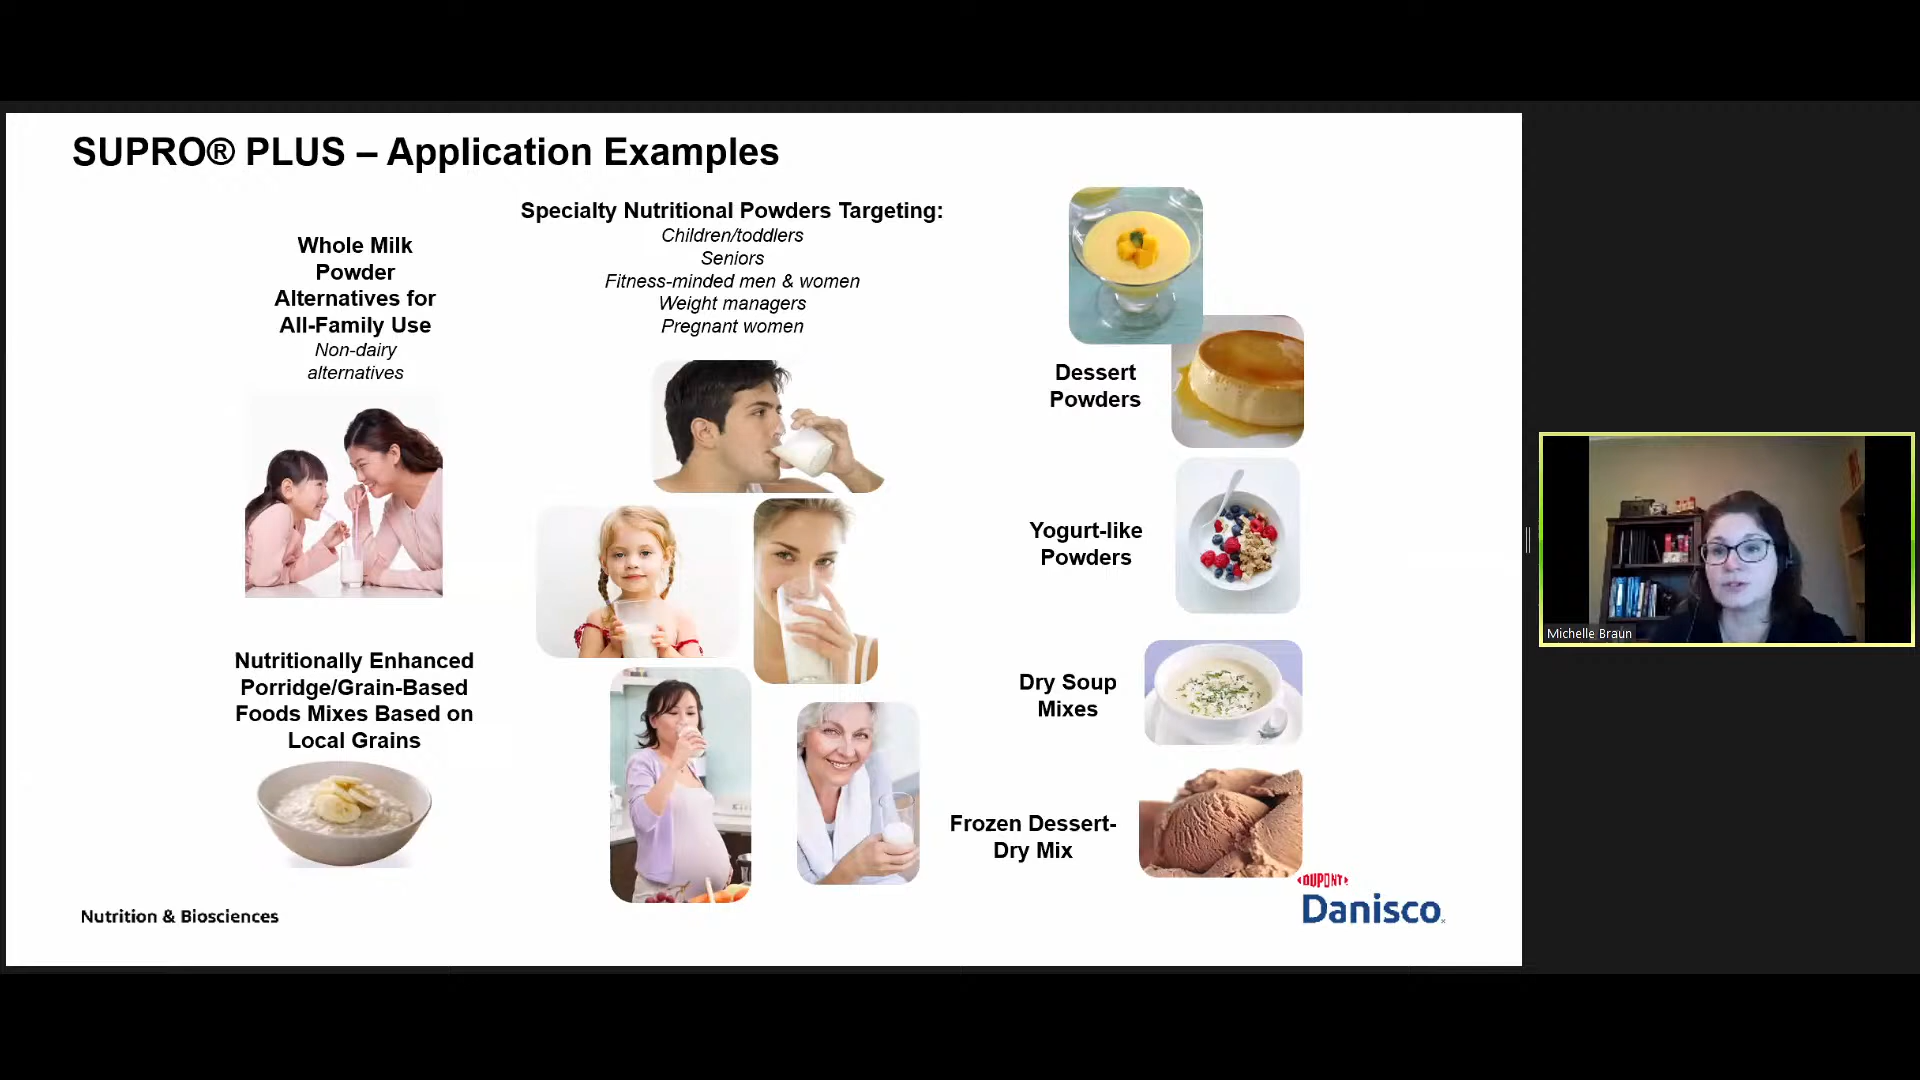 SUPRO® PLUS – Application Examples
Whole Milk
Powder
Alternatives for
All-Family Use
Non-dairy
alternatives
Nutritionally Enhanced
Porridge/Grain-Based
Foods Mixes Based on
Local Grains
Specialty Nutritional Powders Targeting:
Children/toddlers
Seniors
Fitness-minded men & women
Weight managers
Pregnant women
Dessert
Powders
Yogurt-like
Powders
Dry Soup
Mixes
Frozen Dessert-
Dry Mix
Nutrition & Biosciences
DUPONT
Danisco
Michelle Braun